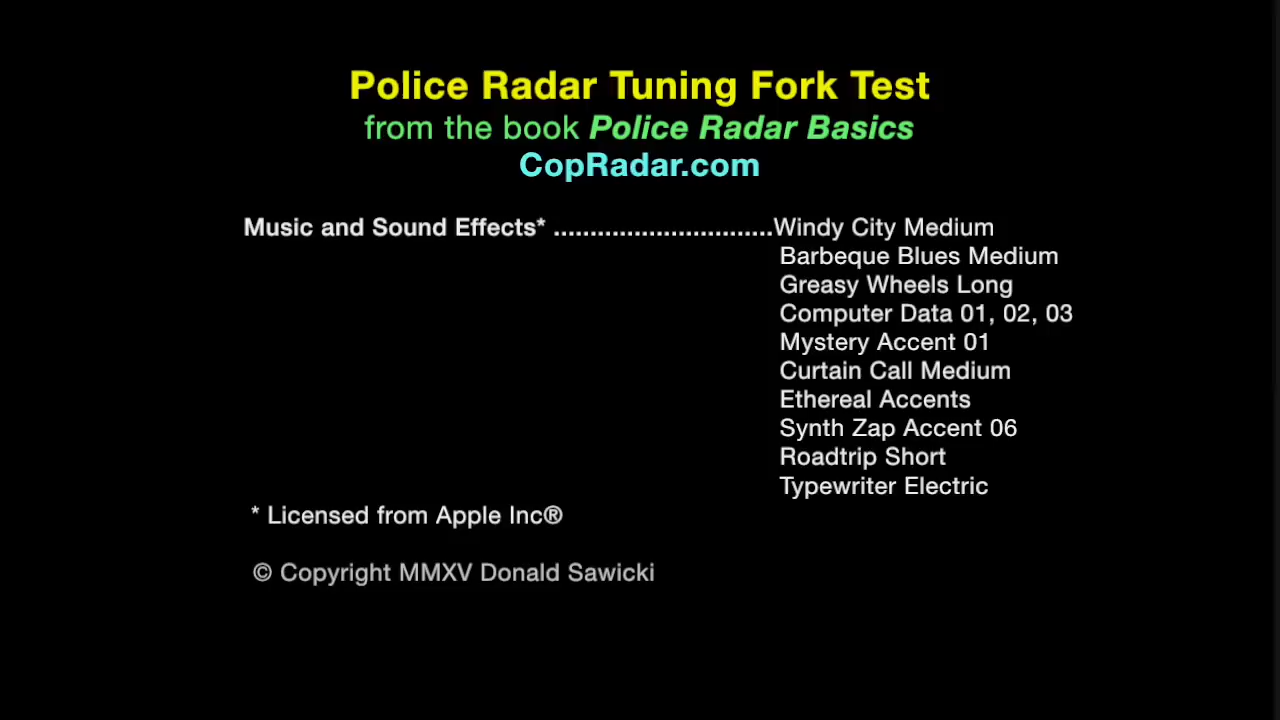 Police Radar Tuning Fork Test
from the book Police Radar Basics
CopRadar.com
Music and Sound Effects* ..............................Windy City Medium
Barbeque Blues Medium
Greasy Wheels Long
Computer Data 01, 02, 03
Mystery Accent 01
Curtain Call Medium
Ethereal Accents
Synth Zap Accent 06
Roadtrip Short
Typewriter Electric
* Licensed from Apple Inc®
© Copyright MMXV Donald Sawicki